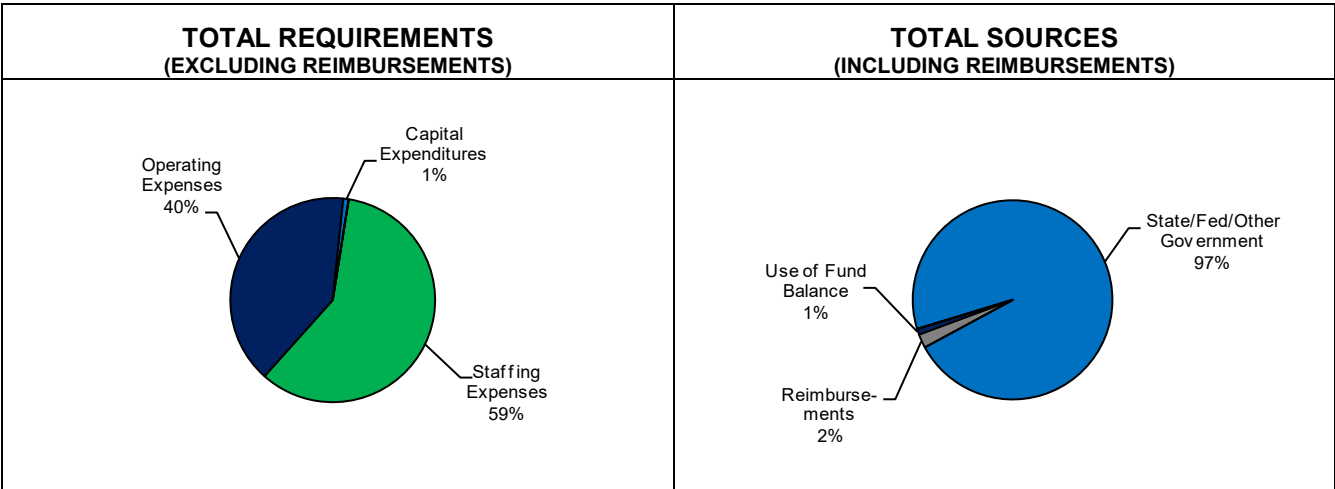 TOTAL REQUIREMENTS
(EXCLUDING REIMBURSEMENTS)
Capital
Expenditures
1%
Operating
Expenses
40%
Staffing
Expenses
59%
TOTAL SOURCES
(INCLUDING REIMBURSEMENTS)
State/Fed/Other
Government
97%
Use of Fund
Balance
1%
Reimburse-
ments
2%